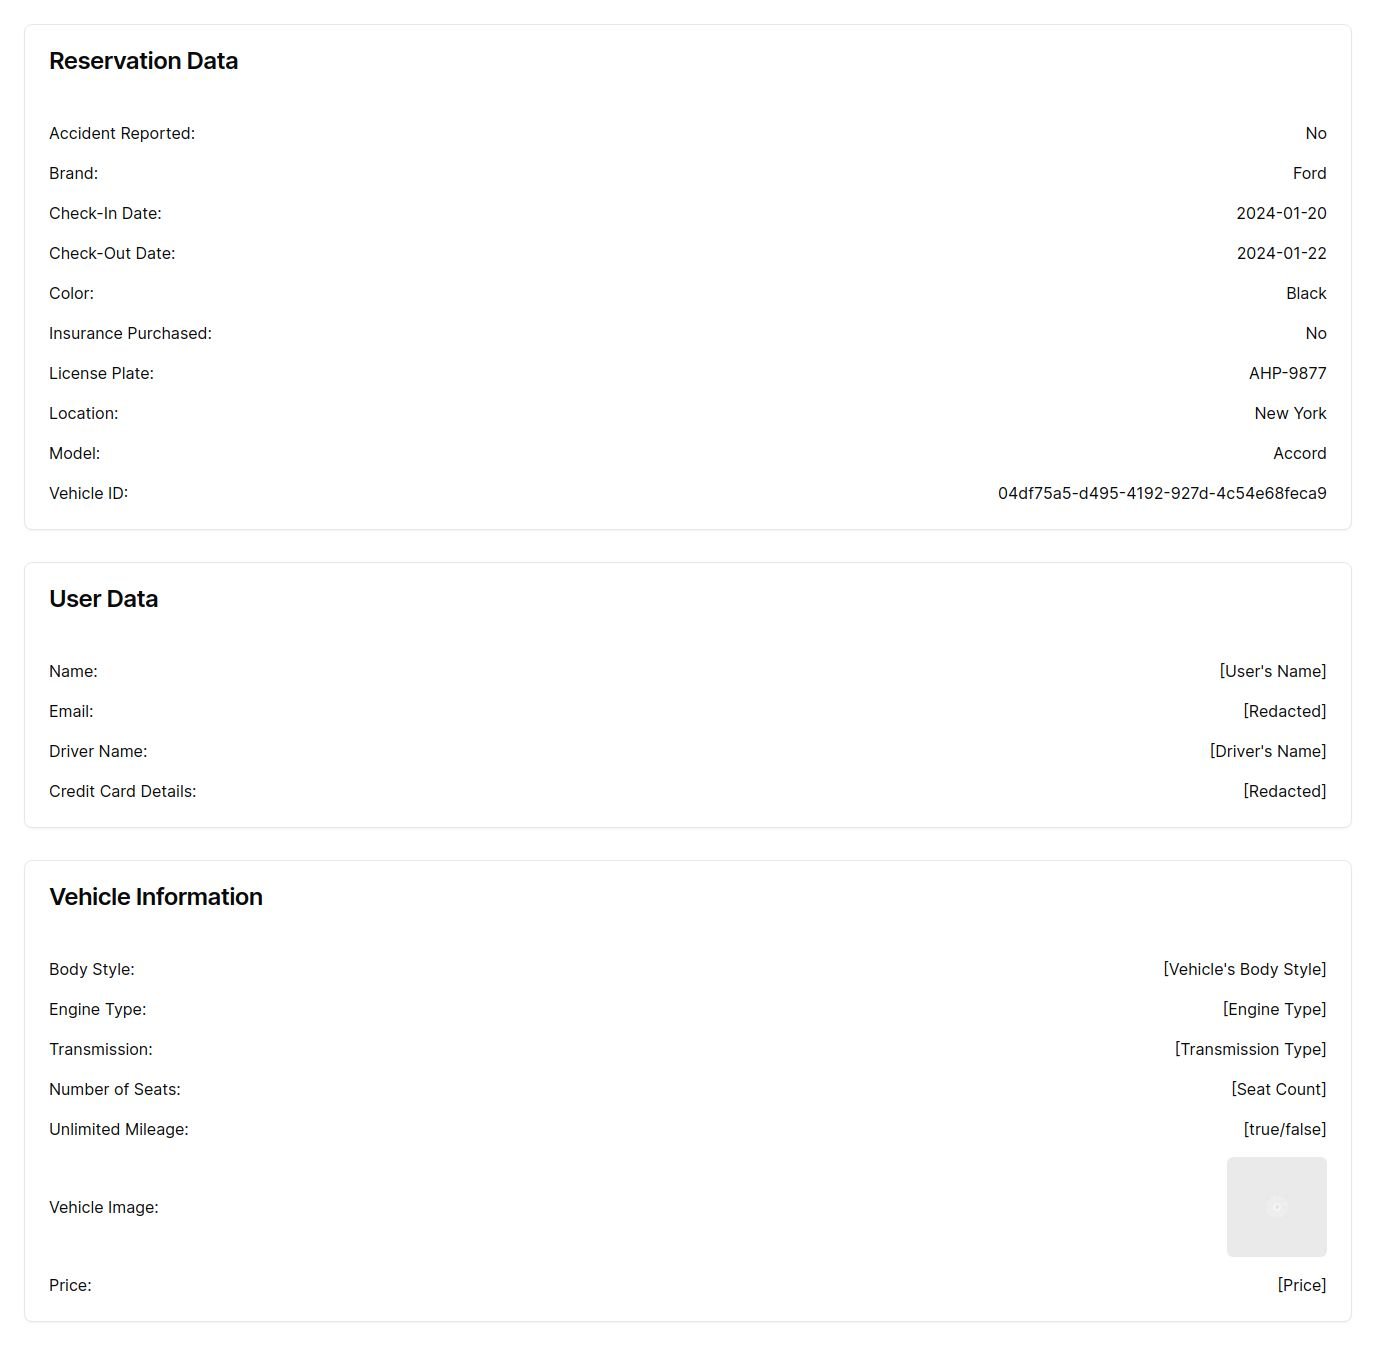 Reservation Data
Accident Reported: No
Brand: Ford
Check-In Date: 2024-01-20
Check-Out Date: 2024-01-22
Color: Black
Insurance Purchased: No
License Plate: AHP-9877
Location: New York
Model: Accord
Vehicle ID: 04df75a5-d495-4192-927d-4c54e68feca9
User Data
Name: [User's Name]
Email: [Redacted]
Driver Name: [Driver's Name]
Credit Card Details: [Redacted]
Vehicle Information
Body Style: [Vehicle's Body Style]
Engine Type: [Engine Type]
Transmission: [Transmission Type]
Number of Seats: [Seat Count]
Unlimited Mileage: [true/false]
Vehicle Image:
Price: [Price]